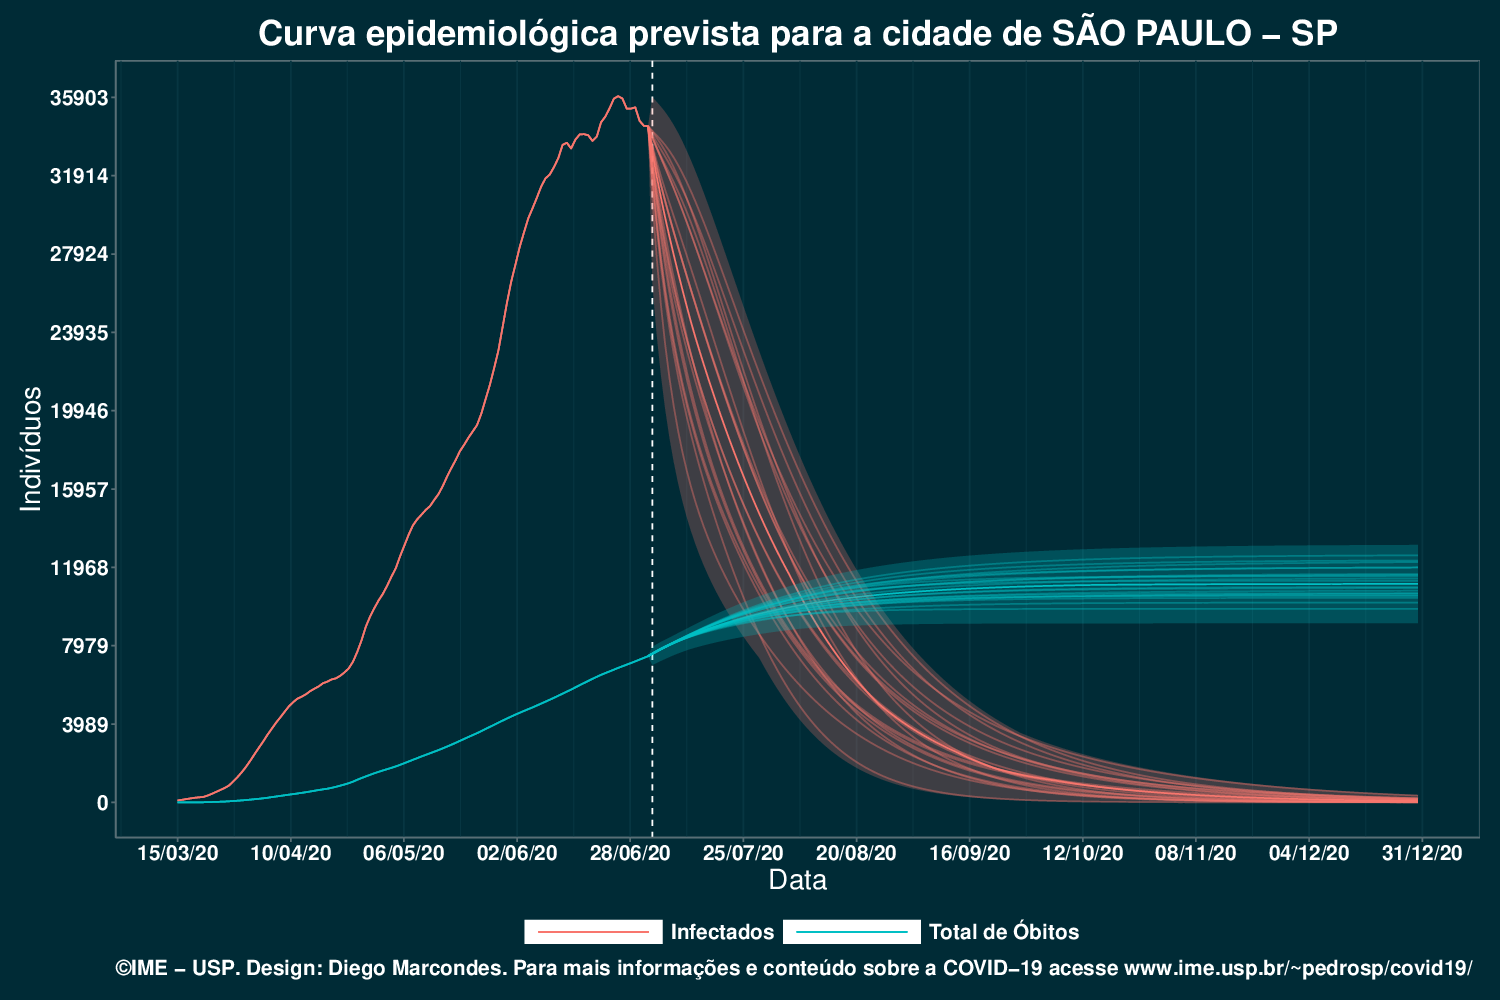 Curva epidemiológica prevista para a cidade de SÃO PAULO – SP
Indivíduos
35903
31914
27924
23935
19946
15957
11968
7979
3989
0
15/03/20 10/04/20 06/05/20 02/06/20 28/06/20 25/07/20 20/08/20 16/09/20 12/10/20 08/11/20 04/12/20 31/12/20
Data
Infectados Total de Óbitos
©IME – USP. Design: Diego Marcondes. Para mais informações e conteúdo sobre a COVID–19 acesse www.ime.usp.br/~pedrosp/covid19/